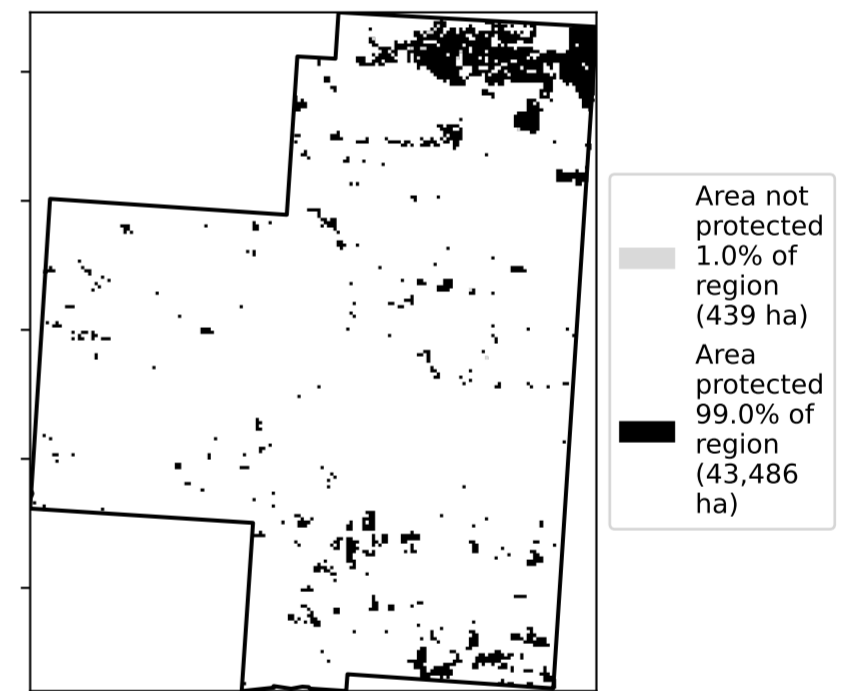 Area not
protected
1.0% of
region
(439 ha)
Area
protected
99.0% of
region
(43,486
ha)